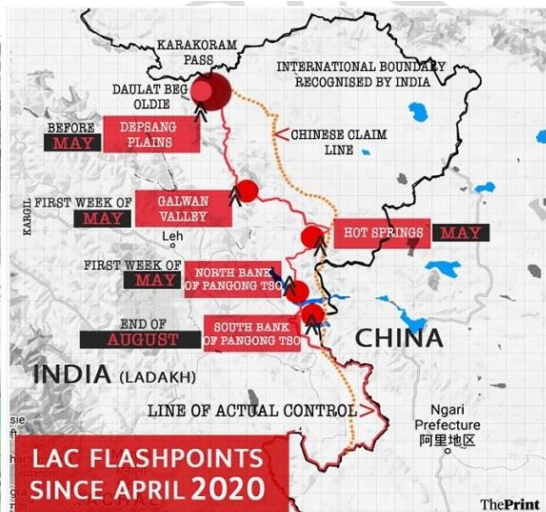 KARAKORAM
PASS
INTERNATIONAL BOUNDARY
RECOGNISED BY INDIA
DAULAT BEG
OLDIE
BEFORE
MAY
DEPSANG
PLAINS
CHINESE CLAIM
LINE
FIRST WEEK OF
MAY
GALWAN
VALLEY
KARGIL
Leh
HOT SPRINGS
MAY
FIRST WEEK OF
MAY
NORTH BANK
OF PANGONG TSO
END OF
AUGUST
SOUTH BANK
OF PANGONG TSO
CHINA
INDIA (LADAKH)
LINE OF ACTUAL CONTROL
Ngari
Prefecture
阿里地区
LAC FLASHPOINTS
SINCE APRIL 2020
ThePrint